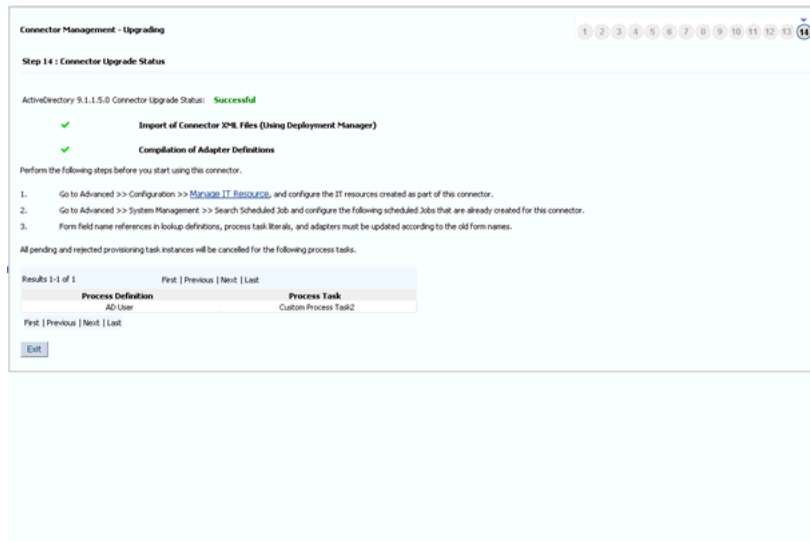 Connector Management - Upgrading
1 2 3 4 5 6 7 8 9 10 11 12 13 14
Step 14 : Connector Upgrade Status
ActiveDirectory 9.1.1.5.0 Connector Upgrade Status: Successful
Import of Connector XML Files (Using Deployment Manager)
Compilation of Adapter Definitions
Perform the following steps before you start using this connector.
1. Go to Advanced >> Configuration >> Manage IT Resource, and configure the IT resources created as part of this connector.
2. Go to Advanced >> System Management >> Search Scheduled Job and configure the following scheduled Jobs that are already created for this connector.
3. Form field name references in lookup definitions, process task literals, and adapters must be updated according to the old form names.
All pending and rejected provisioning task instances will be cancelled for the following process tasks.
Results 1-1 of 1 First | Previous | Next | Last
Process Definition Process Task
AD User Custom Process Task2
First | Previous | Next | Last
Exit